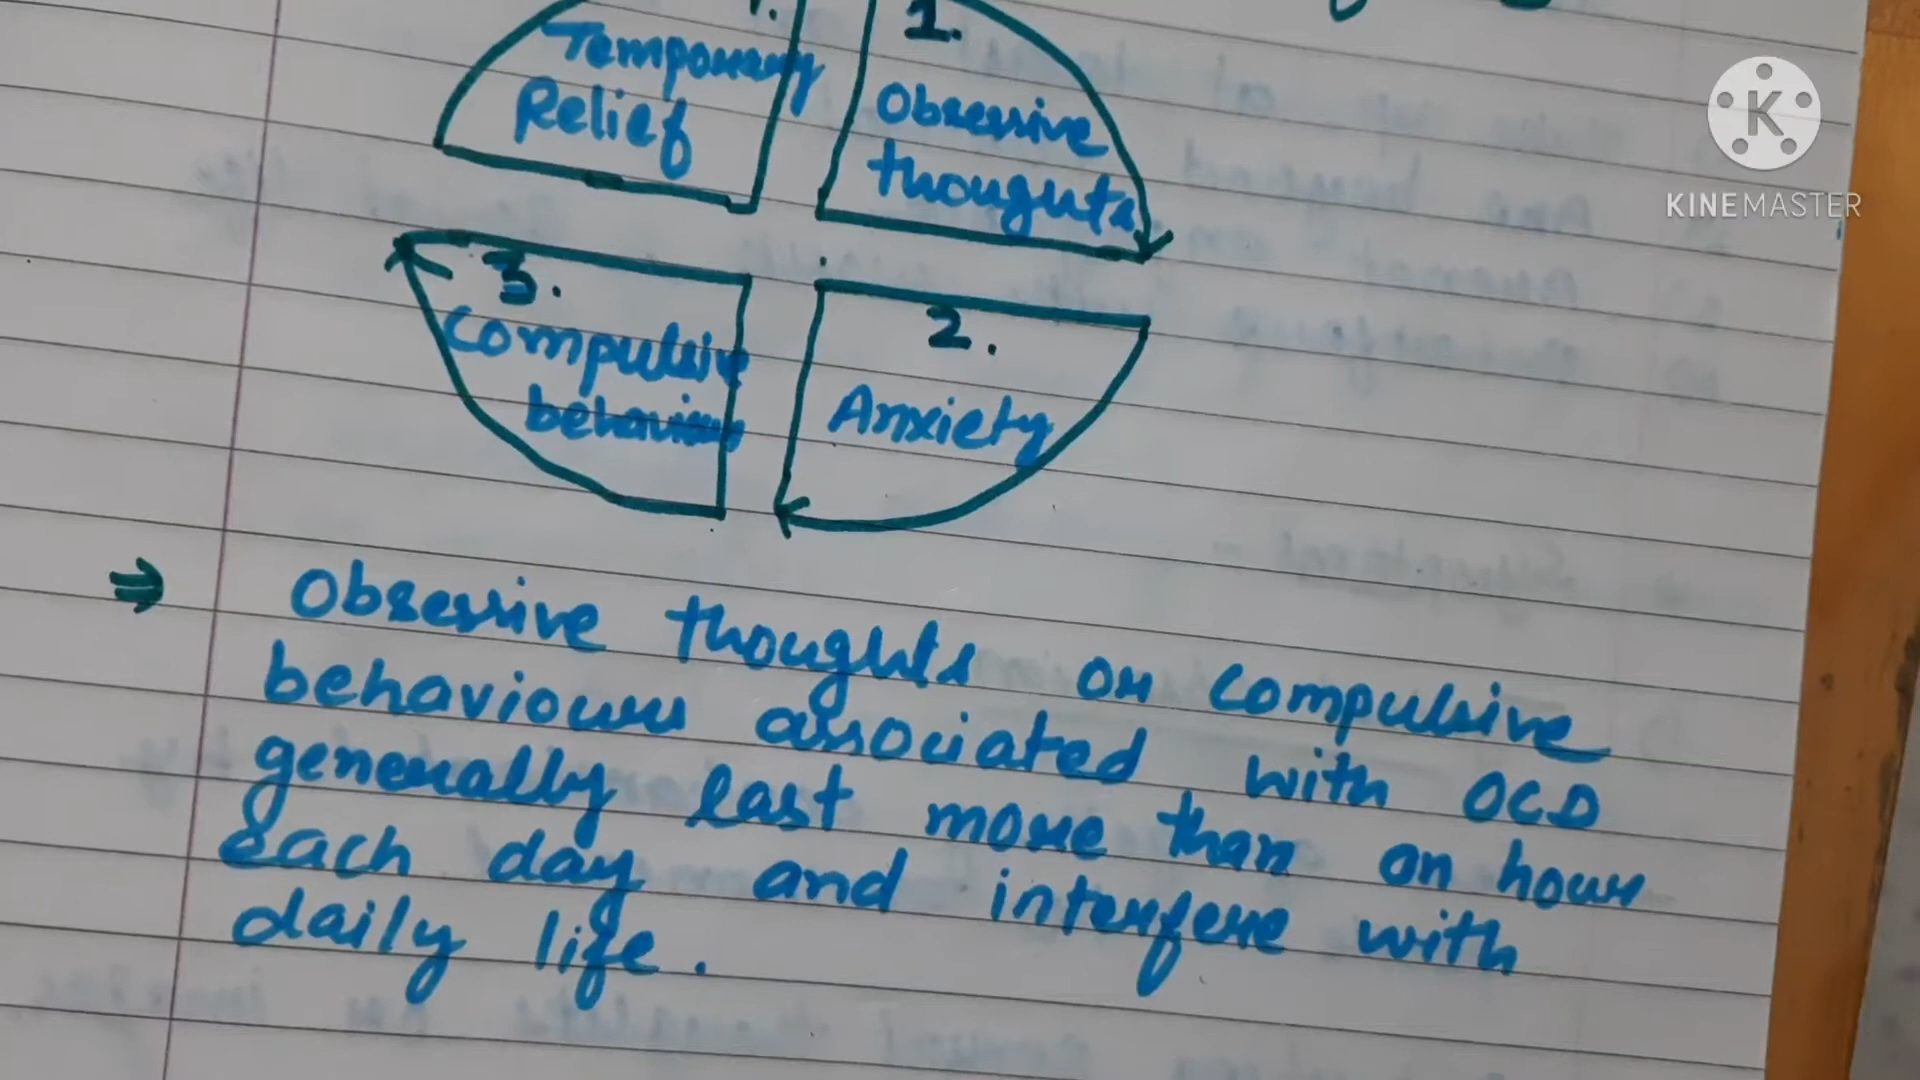 1.
Temporary
Relief
Obsessive
thoughts
3.
Compulsive
behaviour
2.
Anxiety
⇒ Obsessive thoughts or compulsive
behaviours associated with OCD
generally last more than an hour
each day and interfere with
daily life.
K
KINEMASTER